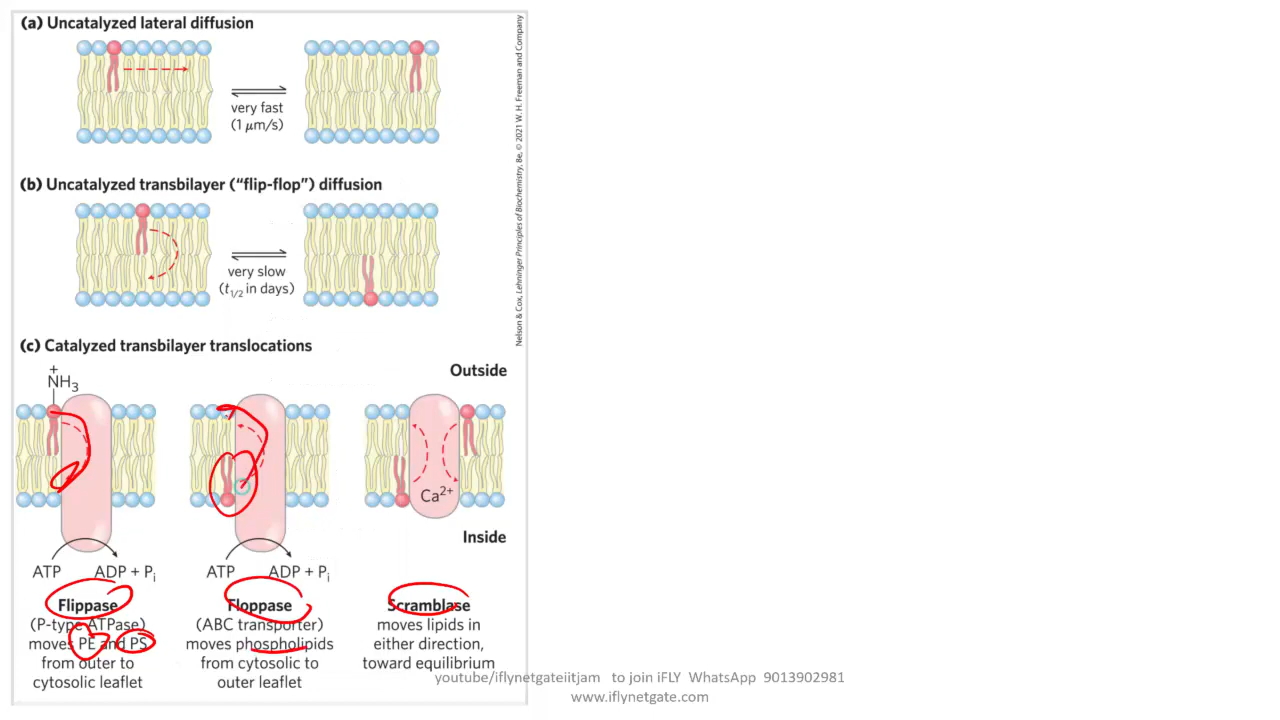 (a) Uncatalyzed lateral diffusion
very fast
(1 μm/s)
(b) Uncatalyzed transbilayer (“flip-flop”) diffusion
very slow
(t1/2 in days)
(c) Catalyzed transbilayer translocations
+
NH3
Outside
Ca2+
Inside
ATP ADP + Pi
Flippase
(P-type ATPase)
moves PE and PS
from outer to
cytosolic leaflet
ATP ADP + Pi
Floppase
(ABC transporter)
moves phospholipids
from cytosolic to
outer leaflet
Scramblase
moves lipids in
either direction,
toward equilibrium
Nelson & Cox, Lehninger Principles of Biochemistry, 8e, © 2021 W. H. Freeman and Company
youtube/iflynetgateiitjam to join iFLY WhatsApp 9013902981
www.iflynetgate.com